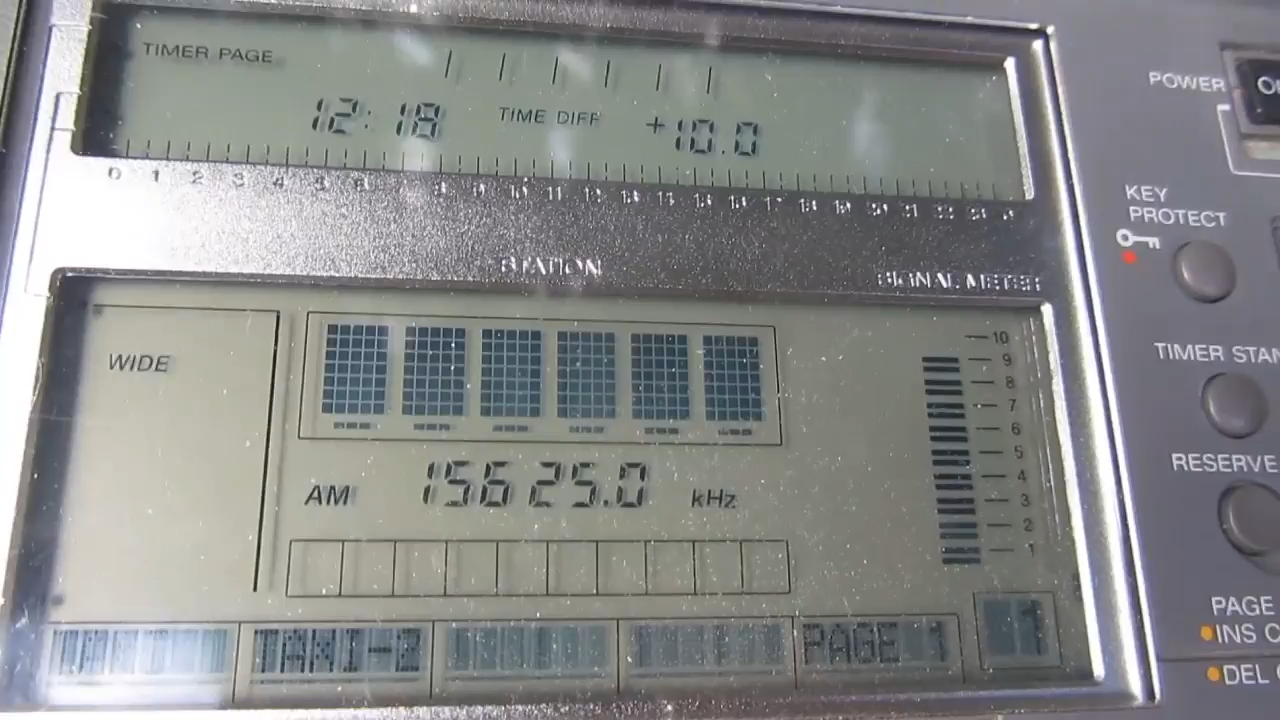 TIMER PAGE
12:18 TIME DIFF +10.0
0 1 2 3 4 5 6 8 9 10 11 12 13 14 15 16 17 18 19 20 21 22 23
STATION
SIGNAL METER
WIDE
10
9
8
7
6
5
4
3
2
1
AM 15625.0 kHz
PAGE 1 1
POWER
KEY
PROTECT
TIMER STAN
RESERVE
PAGE
INS
DEL